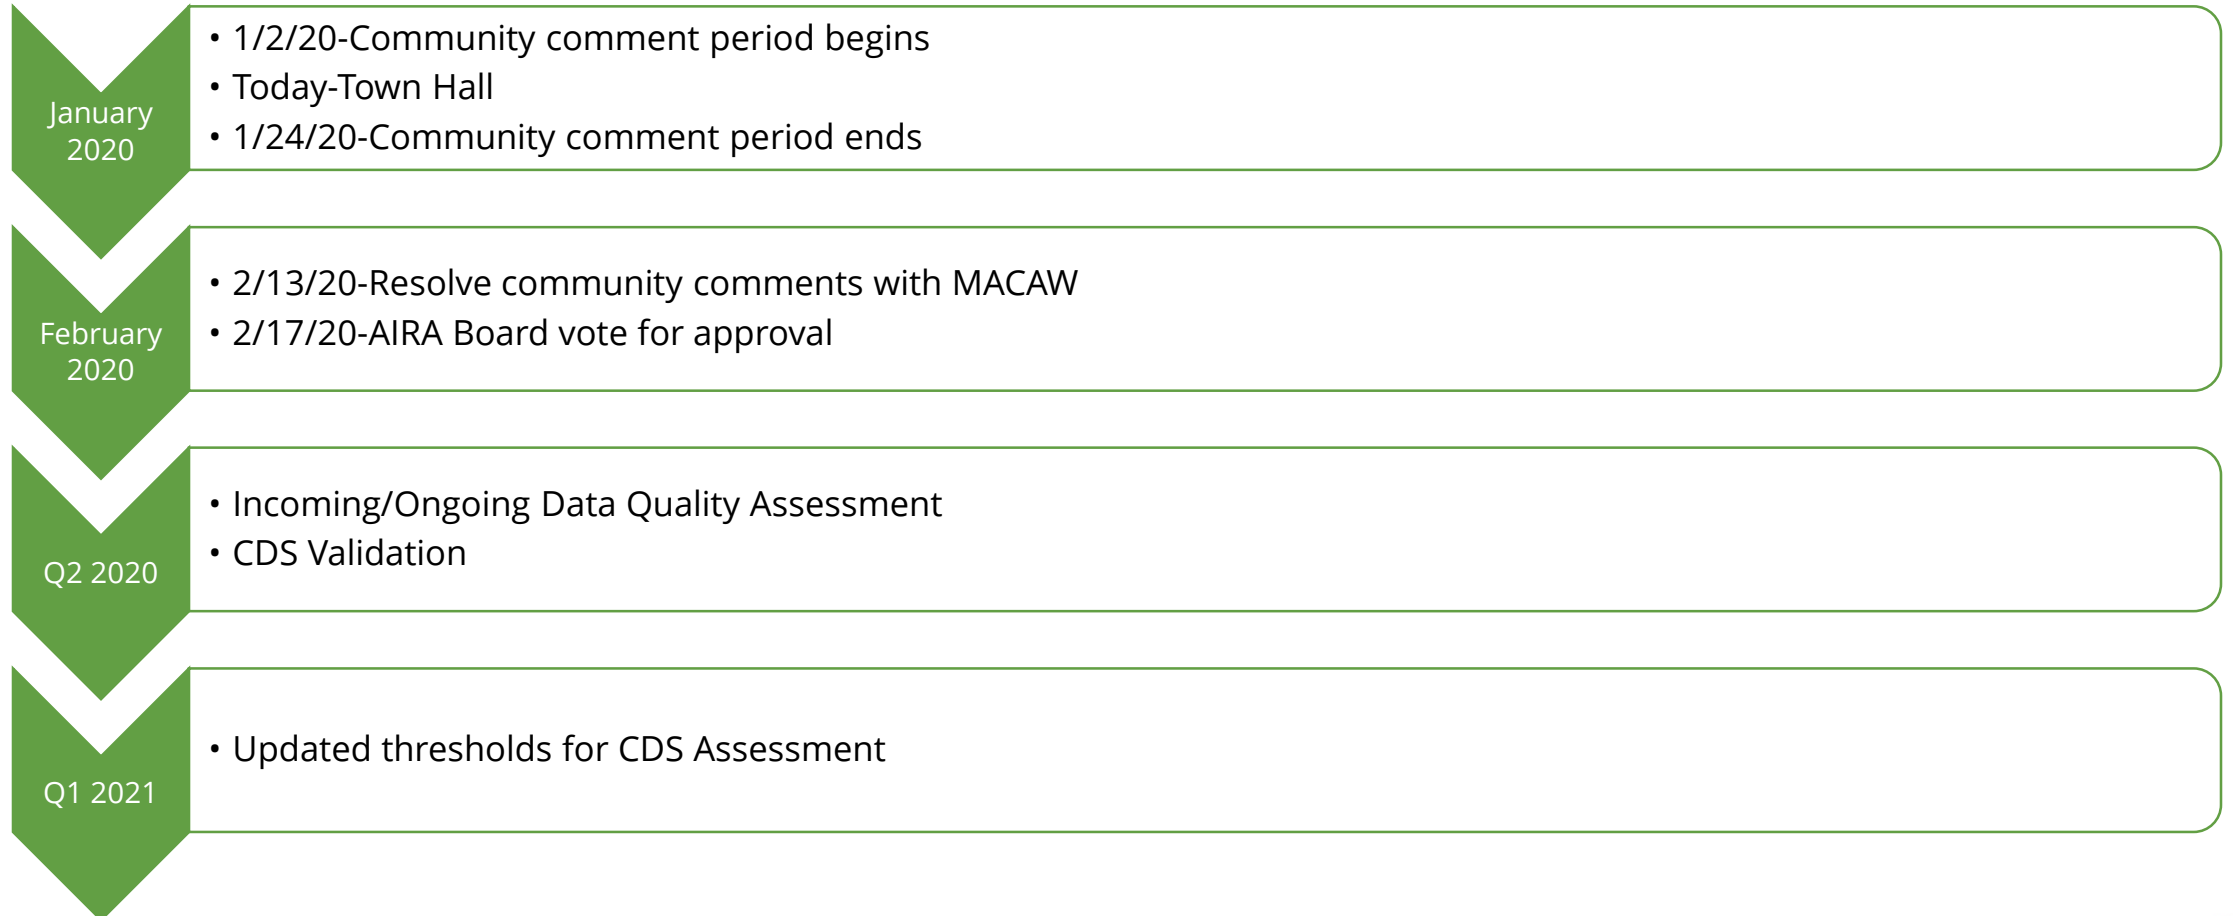 January
2020
• 1/2/20-Community comment period begins
• Today-Town Hall
• 1/24/20-Community comment period ends
February
2020
• 2/13/20-Resolve community comments with MACAW
• 2/17/20-AIRA Board vote for approval
Q2 2020
• Incoming/Ongoing Data Quality Assessment
• CDS Validation
Q1 2021
• Updated thresholds for CDS Assessment